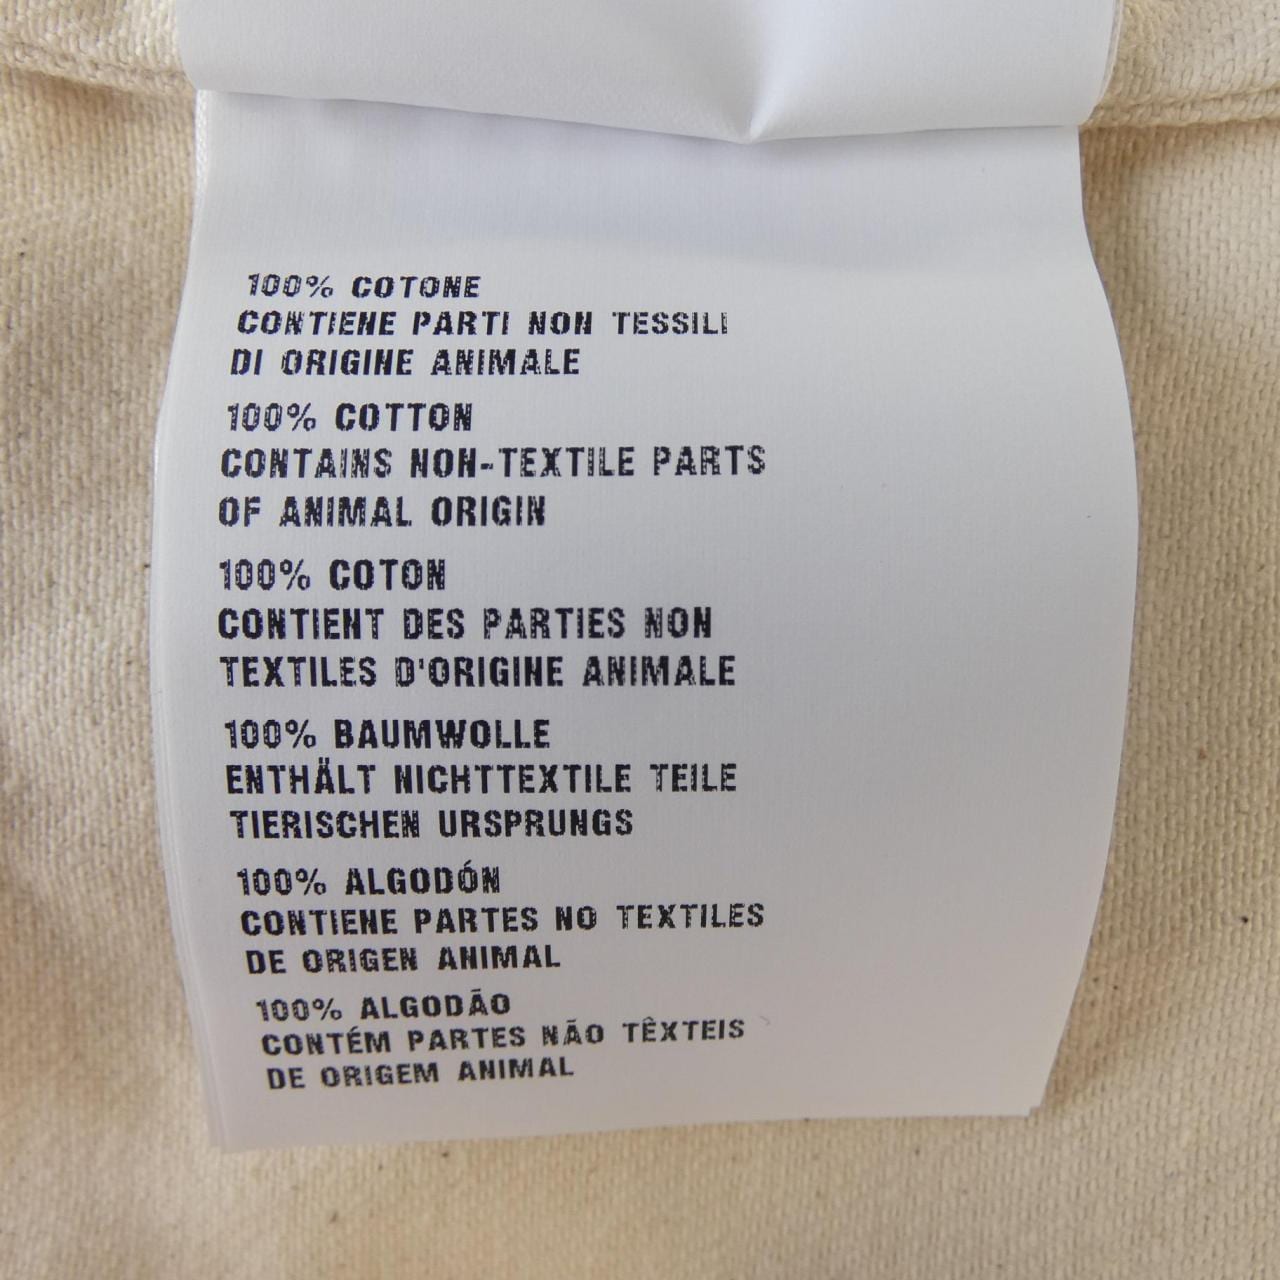 100% COTONE
CONTIENE PARTI NON TESSILI
DI ORIGINE ANIMALE
100% COTTON
CONTAINS NON-TEXTILE PARTS
OF ANIMAL ORIGIN
100% COTON
CONTIENT DES PARTIES NON
TEXTILES D'ORIGINE ANIMALE
100% BAUMWOLLE
ENTHÄLT NICHTTEXTILE TEILE
TIERISCHEN URSPRUNGS
100% ALGODÓN
CONTIENE PARTES NO TEXTILES
DE ORIGEN ANIMAL
100% ALGODÃO
CONTÉM PARTES NÃO TÊXTEIS
DE ORIGEM ANIMAL